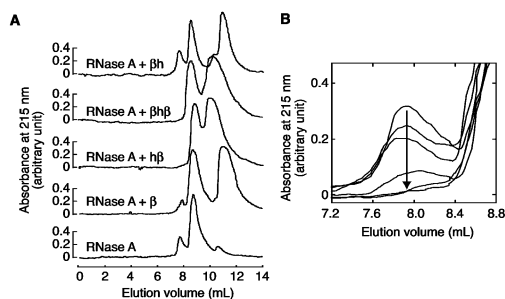 A
Absorbance at 215 nm
(arbitrary unit)
0.4
0.2
0
RNase A + βh
0.4
0.2
0
RNase A + βhβ
0.4
0.2
0
RNase A + hβ
0.4
0.2
0
RNase A + β
0.4
0.2
0
RNase A
0 2 4 6 8 10 12 14
Elution volume (mL)
B
Absorbance at 215 nm
(arbitrary unit)
0.4
0.2
0
7.2 7.6 8.0 8.4 8.8
Elution volume (mL)